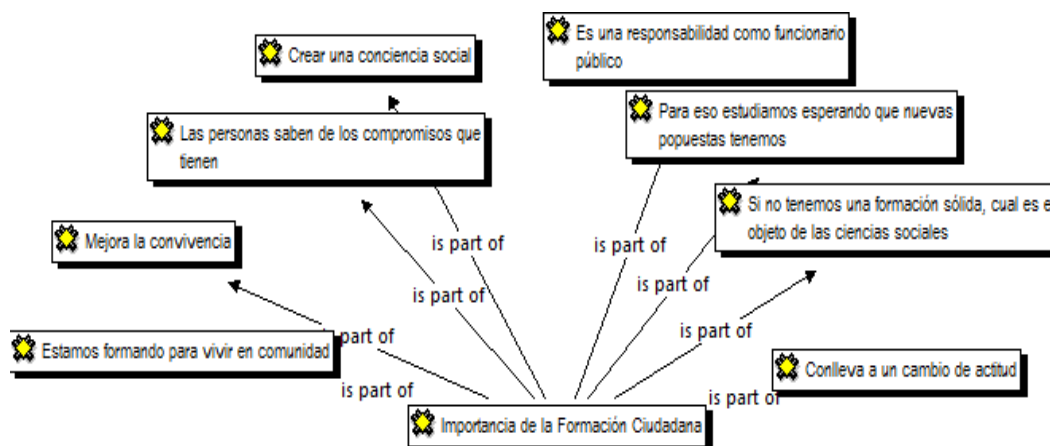 Es una responsabilidad como funcionario
público
Crear una conciencia social
Para eso estudiamos esperando que nuevas
popuestas tenemos
Las personas saben de los compromisos que
tienen
Si no tenemos una formación sólida, cual es e
objeto de las ciencias sociales
Mejora la convivencia
is part of
is part of
is part of
is part of
part of
is part of
Estamos formando para vivir en comunidad
Conlleva a un cambio de actitud
is part of
is part of
Importancia de la Formación Ciudadana